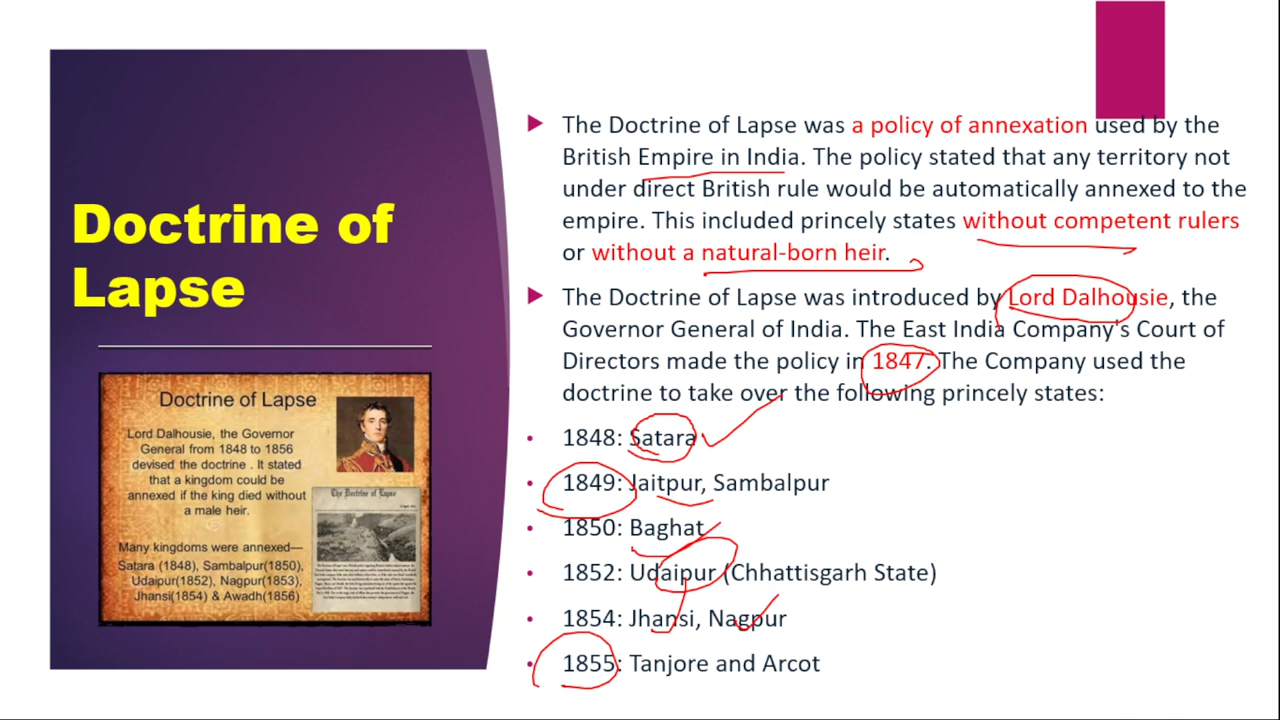 Doctrine of
Lapse
Doctrine of Lapse
Lord Dalhousie, the Governor
General from 1848 to 1856
devised the doctrine . It stated
that a kingdom could be
annexed if the king died without
a male heir.
Many kingdoms were annexed—
Satara (1848), Sambalpur(1850),
Udaipur(1852), Nagpur(1853),
Jhansi(1854) & Awadh(1856)
The Doctrine of Lapse
The Doctrine of Lapse was a policy of annexation used by the
British Empire in India. The policy stated that any territory not
under direct British rule would be automatically annexed to the
empire. This included princely states without competent rulers
or without a natural-born heir.
The Doctrine of Lapse was introduced by Lord Dalhousie, the
Governor General of India. The East India Company's Court of
Directors made the policy in 1847. The Company used the
doctrine to take over the following princely states:
1848: Satara
1849: Jaitpur, Sambalpur
1850: Baghat
1852: Udaipur (Chhatisgarh State)
1854: Jhansi, Nagpur
1855: Tanjore and Arcot